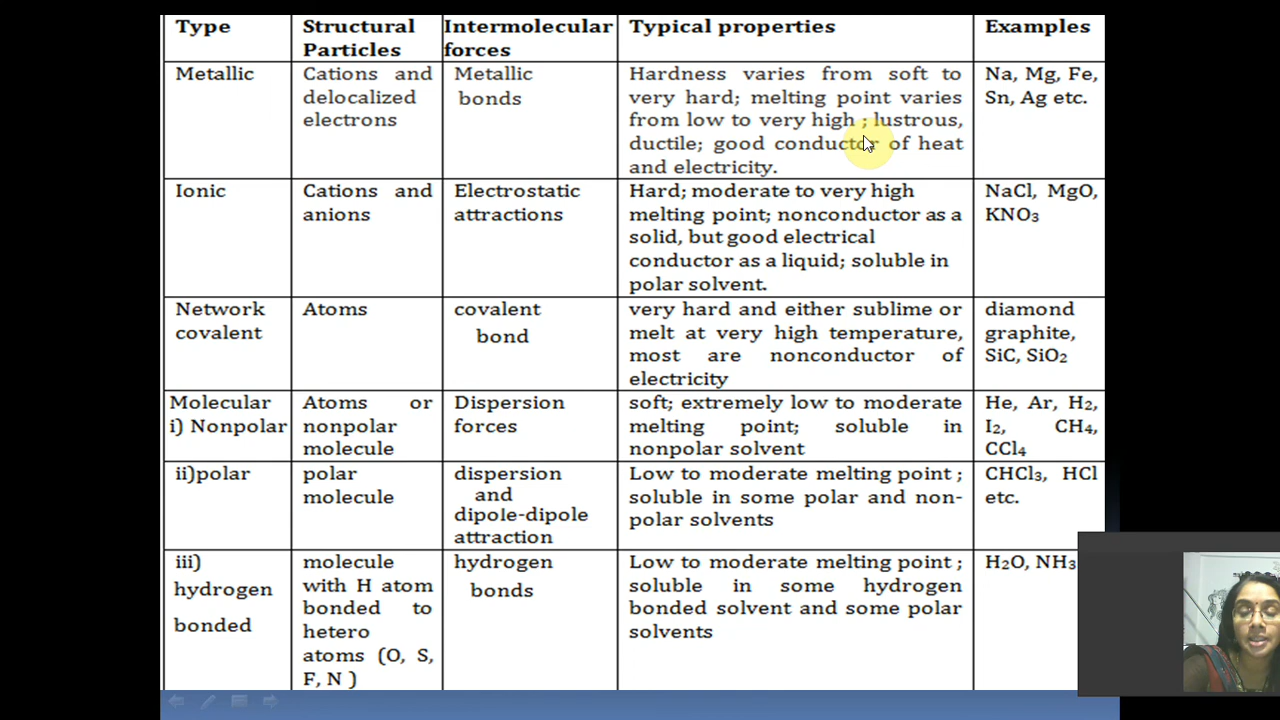 Type
Structural
Particles
Intermolecular
forces
Typical properties
Examples
Metallic
Cations and
delocalized
electrons
Metallic
bonds
Hardness varies from soft to
very hard; melting point varies
from low to very high ; lustrous,
ductile; good conductor of heat
and electricity.
Na, Mg, Fe,
Sn, Ag etc.
Ionic
Cations and
anions
Electrostatic
attractions
Hard; moderate to very high
melting point; nonconductor as a
solid, but good electrical
conductor as a liquid; soluble in
polar solvent.
NaCl, MgO,
KNO₃
Network
covalent
Atoms
covalent
bond
very hard and either sublime or
melt at very high temperature,
most are nonconductor of
electricity
diamond
graphite,
SiC, SiO₂
Molecular
i) Nonpolar
Atoms or
nonpolar
molecule
Dispersion
forces
soft; extremely low to moderate
melting point; soluble in
nonpolar solvent
He, Ar, H₂,
I₂, CH₄,
CCl₄
ii)polar
polar
molecule
dispersion
and
dipole-dipole
attraction
Low to moderate melting point ;
soluble in some polar and non-
polar solvents
CHCl₃, HCl
etc.
iii)
hydrogen
bonded
molecule
with H atom
bonded to
hetero
atoms (O, S,
F, N )
hydrogen
bonds
Low to moderate melting point ;
soluble in some hydrogen
bonded solvent and some polar
solvents
H₂O, NH₃